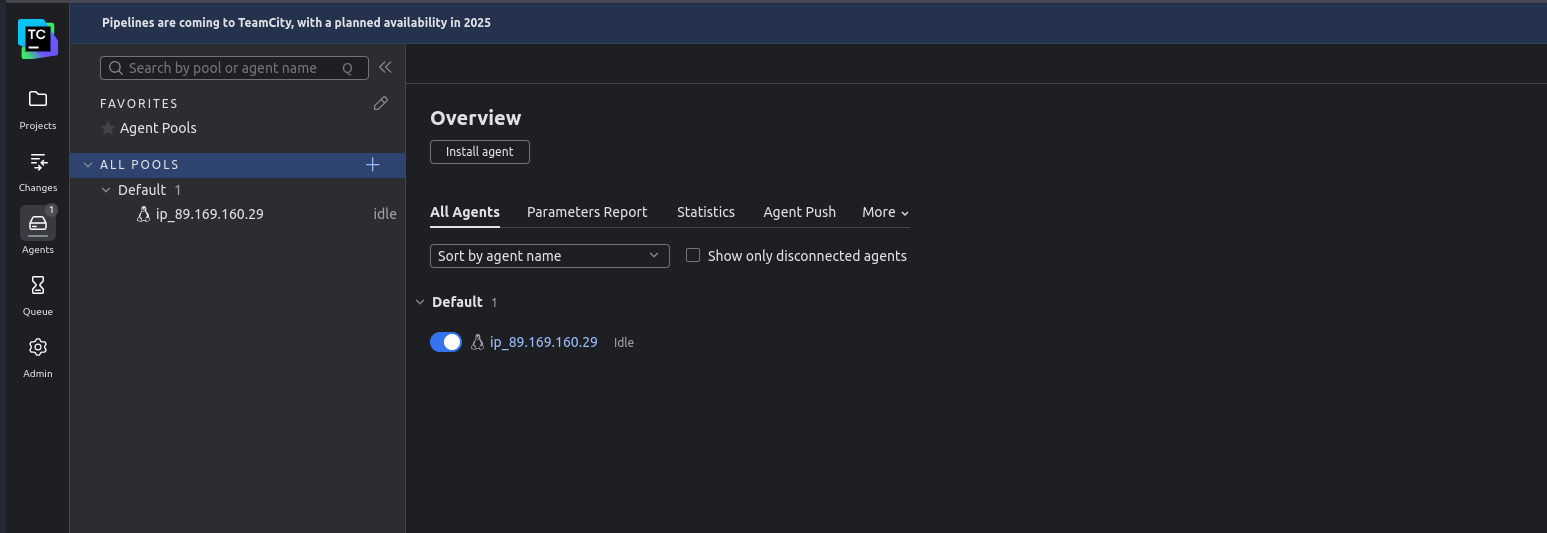 Pipelines are coming to TeamCity, with a planned availability in 2025
TC
Projects
Changes
1
Agents
Queue
Admin
Search by pool or agent name Q
FAVORITES
Agent Pools
ALL POOLS
Default 1
ip_89.169.160.29 idle
Overview
Install agent
All Agents Parameters Report Statistics Agent Push More
Sort by agent name Show only disconnected agents
Default 1
ip_89.169.160.29 Idle